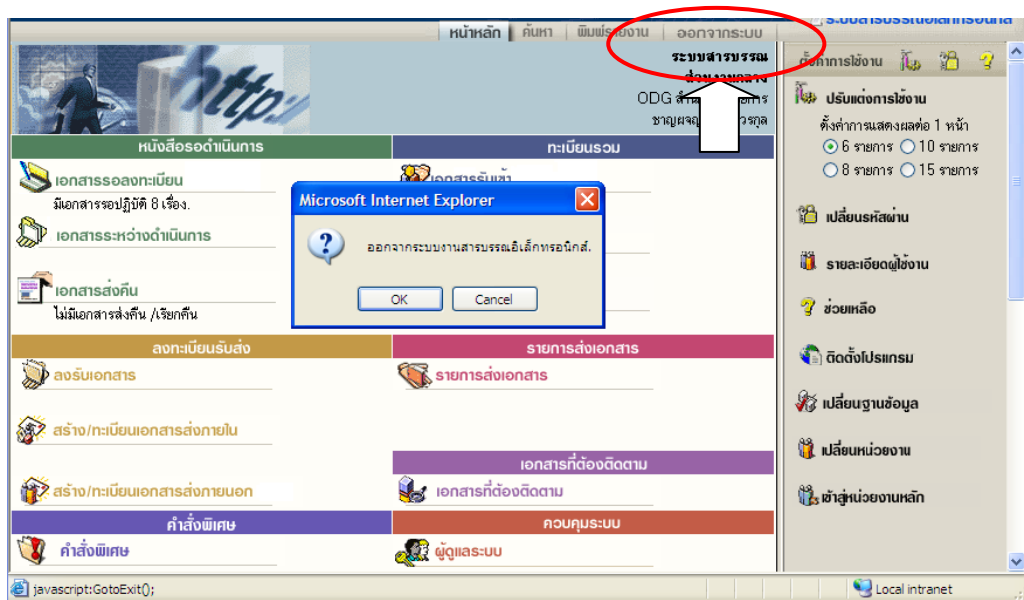 หน้าหลัก ค้นหา พิมพ์รายงาน ออกจากระบบ
ระบบสารบรรณ
ODG
http:/
หนังสือรอดำเนินการ
เอกสารรอลงทะเบียน
มีเอกสารรอปฏิบัติ 8 เรื่อง.
เอกสารระหว่างดำเนินการ
เอกสารส่งคืน
ไม่มีเอกสารส่งคืน /เรียกคืน
ทะเบียนรวม
เอกสารรับเข้า
Microsoft Internet Explorer
ออกจากระบบงานสารบรรณอิเล็กทรอนิกส์.
OK Cancel
ลงทะเบียนรับส่ง
ลงรับเอกสาร
สร้าง/ทะเบียนเอกสารส่งภายใน
สร้าง/ทะเบียนเอกสารส่งภายนอก
รายการส่งเอกสาร
รายการส่งเอกสาร
เอกสารที่ต้องติดตาม
เอกสารที่ต้องติดตาม
คำสั่งพิเศษ
คำสั่งพิเศษ
ควบคุมระบบ
ผู้ดูแลระบบ
ตั้งค่าการใช้งาน
ปรับแต่งการใช้งาน
ตั้งค่าการแสดงผลต่อ 1 หน้า
6 รายการ 10 รายการ
8 รายการ 15 รายการ
เปลี่ยนรหัสผ่าน
รายละเอียดผู้ใช้งาน
ช่วยเหลือ
ติดตั้งโปรแกรม
เปลี่ยนฐานข้อมูล
เปลี่ยนหน่วยงาน
เข้าสู่หน่วยงานหลัก
javascript:GotoExit();
Local intranet